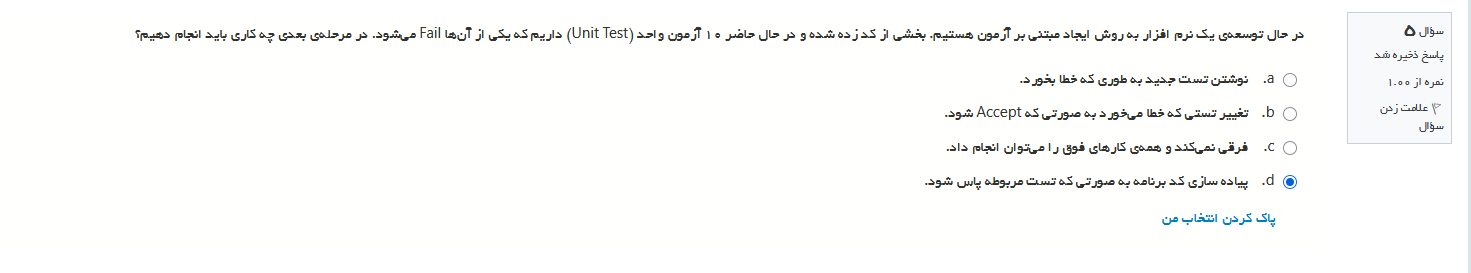 سؤال ۵
پاسخ ذخیره شد
نمره از ۱.۰۰
علامت زدن
سؤال
در حال توسعه‌ی یک نرم افزار به روش ایجاد مبتنی بر آزمون هستیم. بخشی از کد زده شده و در حال حاضر ۱۰ آزمون واحد (Unit Test) داریم که یکی از آن‌ها Fail می‌شود. در مرحله‌ی بعدی چه کاری باید انجام دهیم؟
a. نوشتن تست جدید به طوری که خطا بخورد.
b. تغییر تستی که خطا می‌خورد به صورتی که Accept شود.
c. فرقی نمی‌کند و همه‌ی کارهای فوق را می‌توان انجام داد.
d. پیاده سازی کد برنامه به صورتی که تست مربوطه پاس شود.
پاک کردن انتخاب من